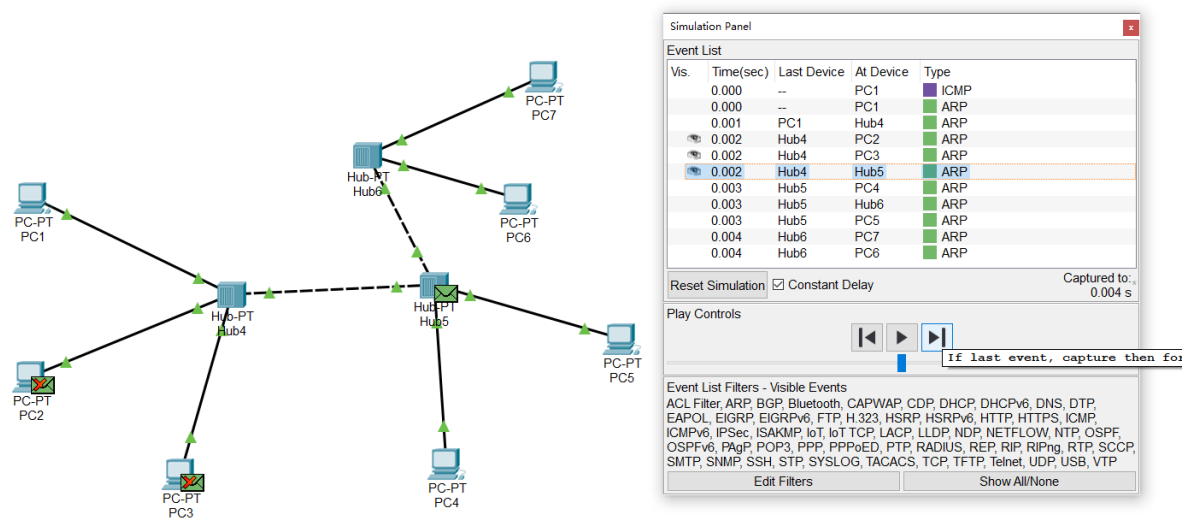 PC-PT
PC7
Hub-PT
Hub6
PC-PT
PC6
PC-PT
PC1
Hub-PT
Hub4
Hub-PT
Hub5
PC-PT
PC5
PC-PT
PC2
PC-PT
PC4
PC-PT
PC3
Simulation Panel
x
Event List
Vis. Time(sec) Last Device At Device Type
0.000 -- PC1 ICMP
0.000 -- PC1 ARP
0.001 PC1 Hub4 ARP
0.002 Hub4 PC2 ARP
0.002 Hub4 PC3 ARP
0.002 Hub4 Hub5 ARP
0.003 Hub5 PC4 ARP
0.003 Hub5 Hub6 ARP
0.003 Hub5 PC5 ARP
0.004 Hub6 PC7 ARP
0.004 Hub6 PC6 ARP
Reset Simulation Constant Delay Captured to:
0.004 s
Play Controls
If last event, capture then for
Event List Filters - Visible Events
ACL Filter, ARP, BGP, Bluetooth, CAPWAP, CDP, DHCP, DHCPv6, DNS, DTP,
EAPOL, EIGRP, EIGRPv6, FTP, H.323, HSRP, HSRPv6, HTTP, HTTPS, ICMP,
ICMPv6, IPSec, ISAKMP, IoT, IoT TCP, LACP, LLDP, NDP, NETFLOW, NTP, OSPF,
OSPFv6, PAgP, POP3, PPP, PPPoED, PTP, RADIUS, REP, RIP, RIPng, RTP, SCCP,
SMTP, SNMP, SSH, STP, SYSLOG, TACACS, TCP, TFTP, Telnet, UDP, USB, VTP
Edit Filters Show All/None